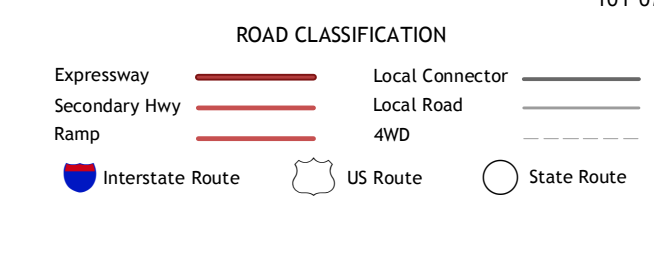 ROAD CLASSIFICATION
Expressway
Local Connector
Secondary Hwy
Local Road
Ramp
4WD
Interstate Route
US Route
State Route